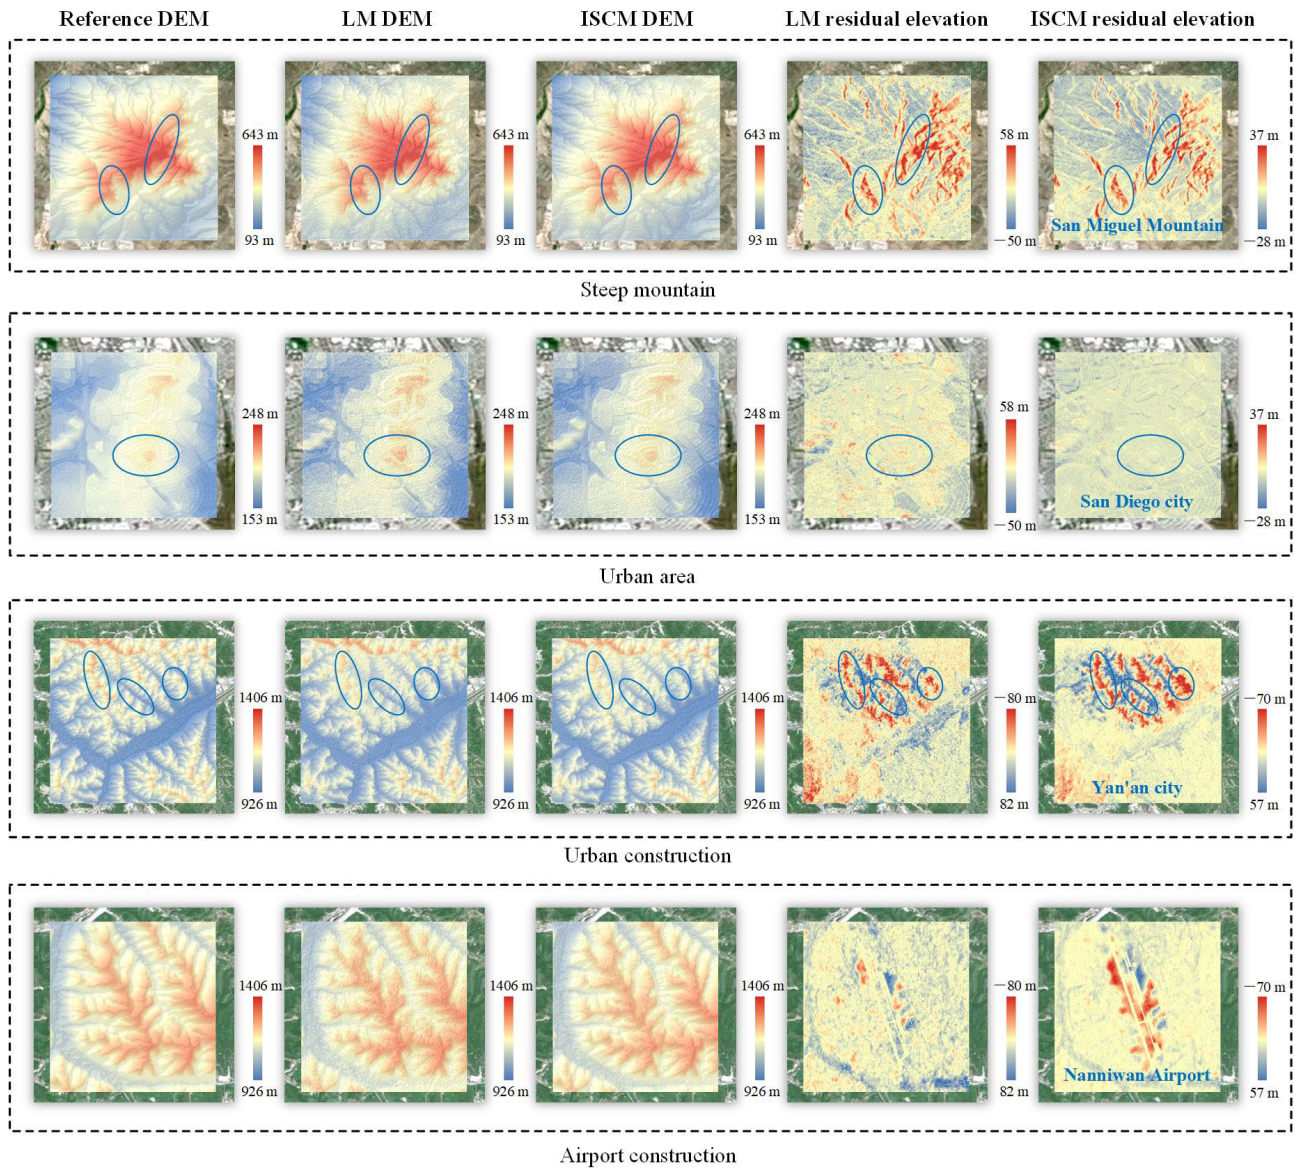 Reference DEM LM DEM ISCM DEM LM residual elevation ISCM residual elevation
643 m 643 m 643 m 58 m 37 m
93 m 93 m 93 m －50 m －28 m
San Miguel Mountain
Steep mountain
248 m 248 m 248 m 58 m 37 m
153 m 153 m 153 m －50 m －28 m
San Diego city
Urban area
1406 m 1406 m 1406 m －80 m －70 m
926 m 926 m 926 m 82 m 57 m
Yan'an city
Urban construction
1406 m 1406 m 1406 m －80 m －70 m
926 m 926 m 926 m 82 m 57 m
Nanniwan Airport
Airport construction